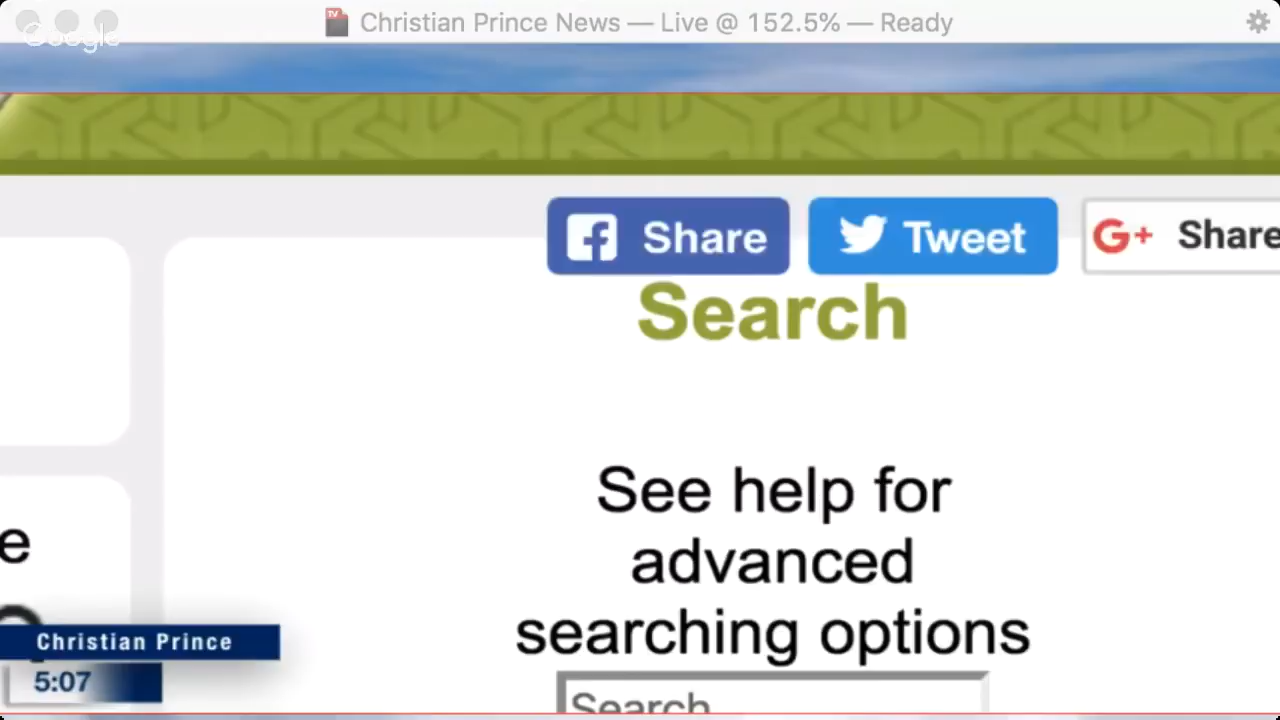 Christian Prince News — Live @ 152.5% — Ready
Google
Share
Tweet
G+ Share
Search
See help for
advanced
searching options
e
Search
Christian Prince
5:07